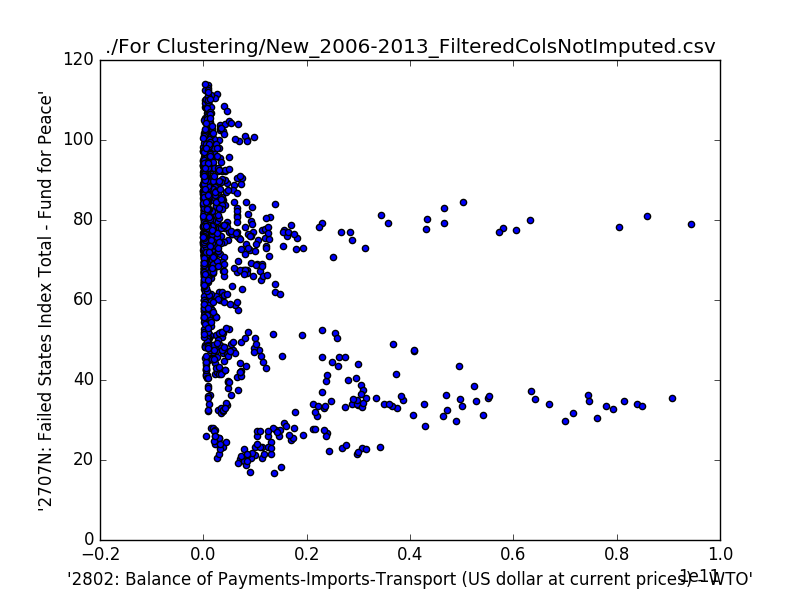 ./For Clustering/New_2006-2013_FilteredColsNotImputed.csv
120
100
80
60
40
20
0
'2707N: Failed States Index Total - Fund for Peace'
−0.2 0.0 0.2 0.4 0.6 0.8 1.0
1e11
'2802: Balance of Payments-Imports-Transport (US dollar at current prices) - WTO'